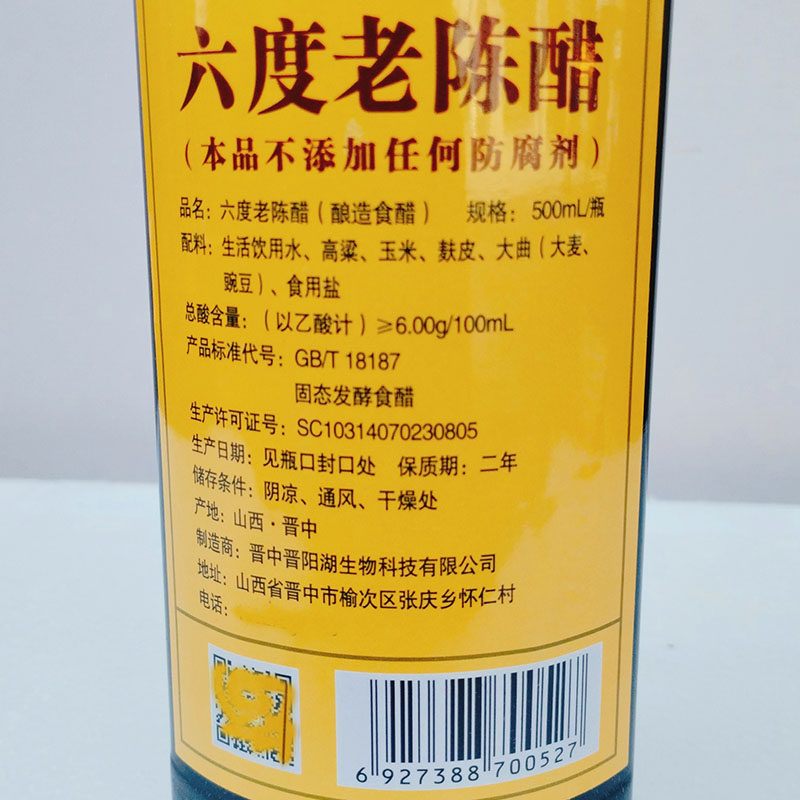 六度老陈醋
（本品不添加任何防腐剂）
品名：六度老陈醋（酿造食醋） 规格：500mL/瓶
配料：生活饮用水、高粱、玉米、麸皮、大曲（大麦、
豌豆）、食用盐
总酸含量：（以乙酸计）≥6.00g/100mL
产品标准代号：GB/T 18187
固态发酵食醋
生产许可证号：SC10314070230805
生产日期：见瓶口封口处 保质期：二年
储存条件：阴凉、通风、干燥处
产地：山西·晋中
制造商：晋中晋阳湖生物科技有限公司
地址：山西省晋中市榆次区张庆乡怀仁村
电话：
6 927388 700527